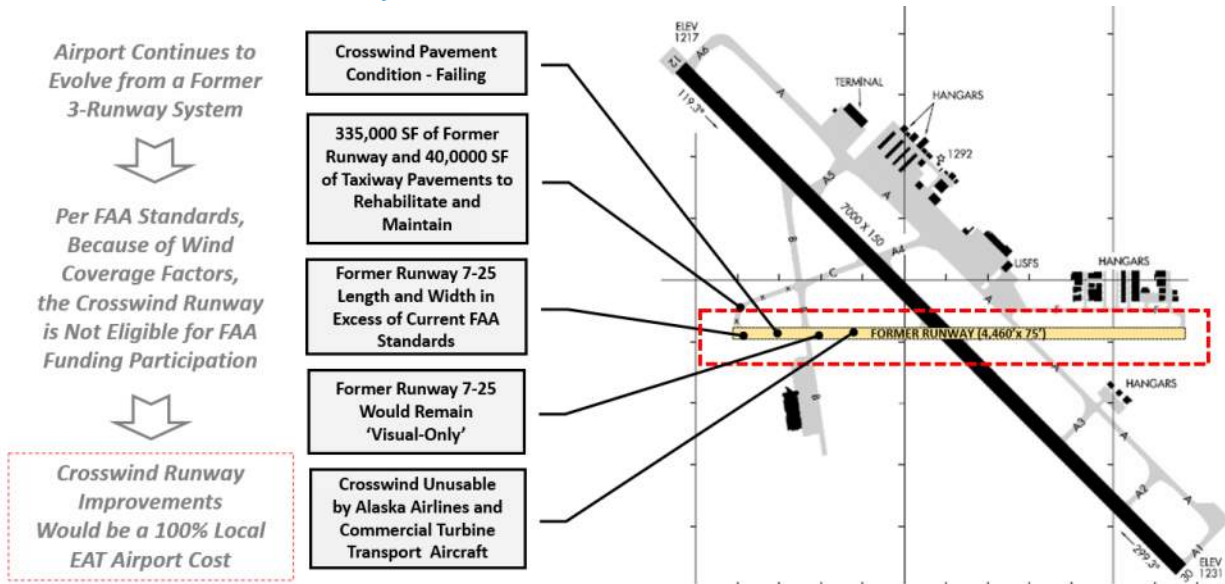 Airport Continues to
Evolve from a Former
3-Runway System
Per FAA Standards,
Because of Wind
Coverage Factors,
the Crosswind Runway
is Not Eligible for FAA
Funding Participation
Crosswind Runway
Improvements
Would be a 100% Local
EAT Airport Cost
Crosswind Pavement
Condition - Failing
335,000 SF of Former
Runway and 40,0000 SF
of Taxiway Pavements to
Rehabilitate and
Maintain
Former Runway 7-25
Length and Width in
Excess of Current FAA
Standards
Former Runway 7-25
Would Remain
‘Visual-Only’
Crosswind Unusable
by Alaska Airlines and
Commercial Turbine
Transport Aircraft
ELEV
1217
A6
12
119.3°
A
TERMINAL
HANGARS
1292
A5
A
7000 X 150
B
A4
C
USFS
HANGARS
A
FORMER RUNWAY (4,460'x 75')
A
B
HANGARS
A3
A
A2
A
299.3°
A1
30
ELEV
1231